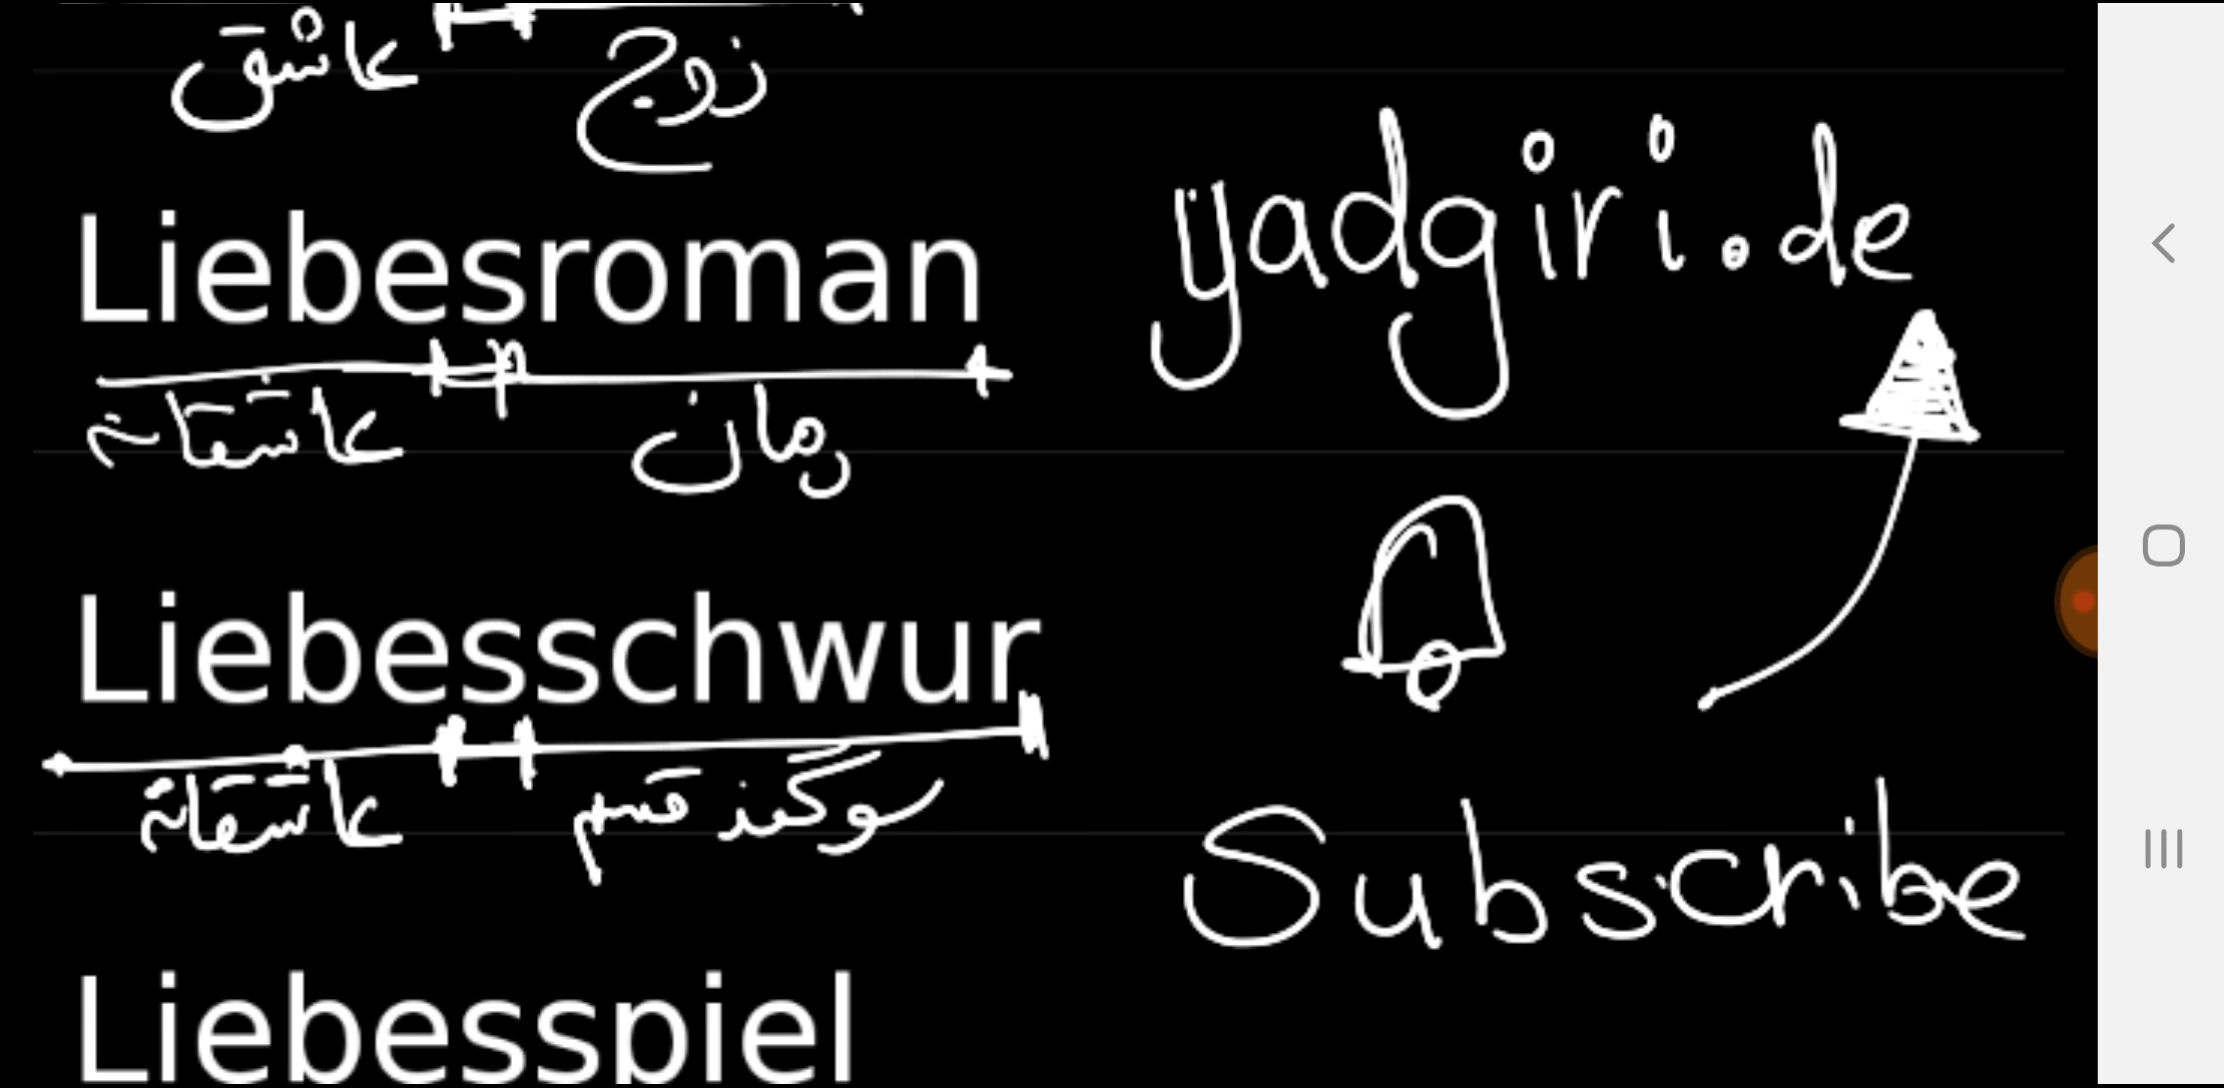 زوج عاشق
Liebesroman
رمان عاشقانه
Liebesschwur
سوگند قسم عاشقانه
Liebesspiel
yadgiri.de
Subscribe